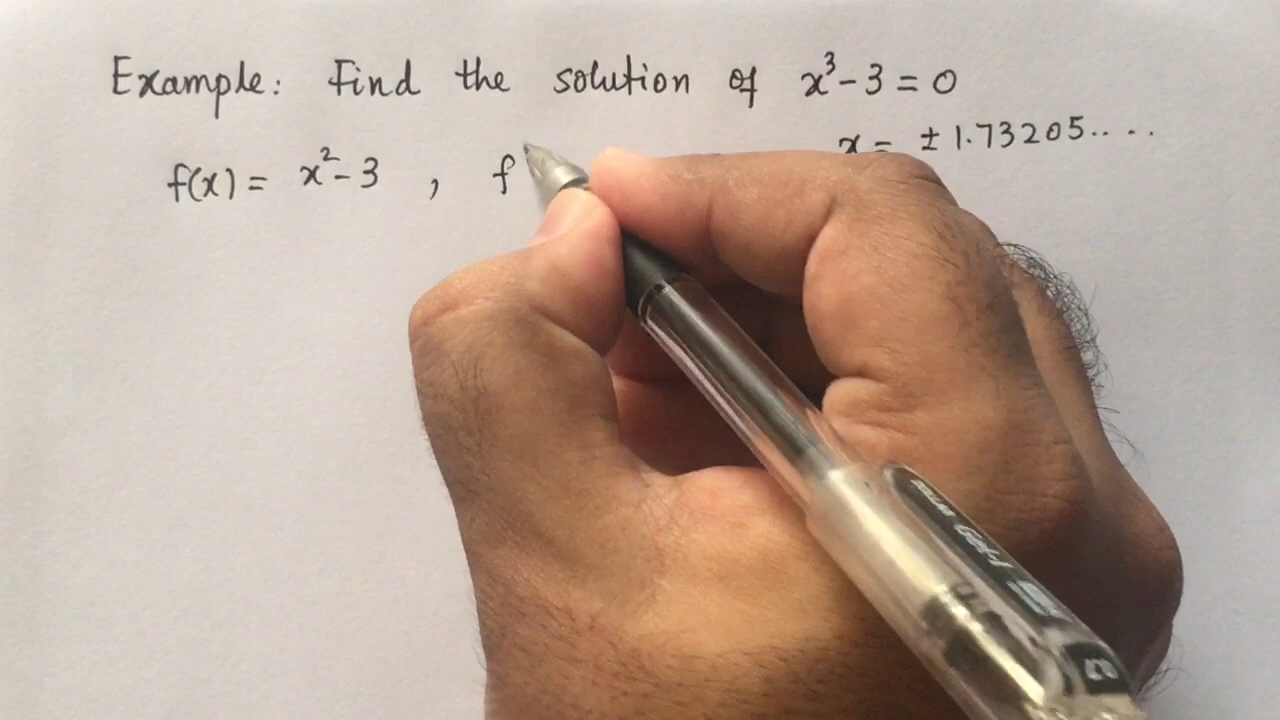 Example: Find the solution of x³-3=0
x = ±1.73205....
f(x) = x²-3 , f